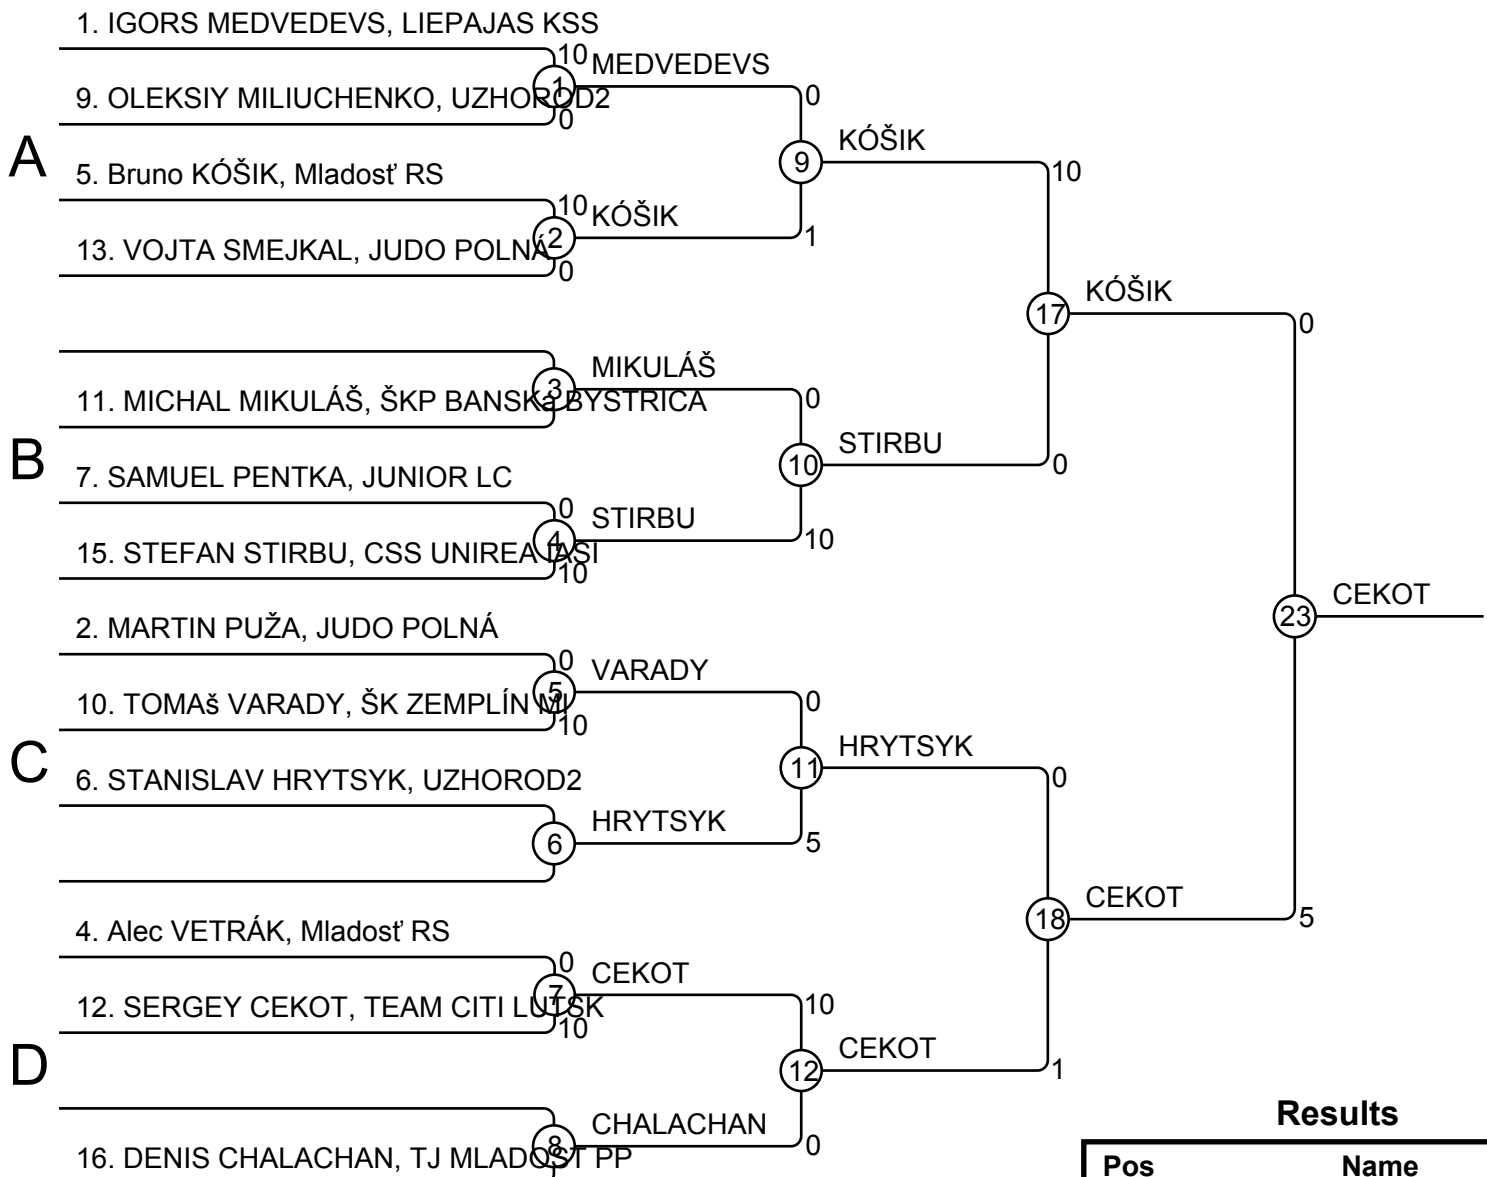 1. IGORS MEDVEDEVS, LIEPAJAS KSS
10
1
MEDVEDEVS
9. OLEKSIY MILIUCHENKO, UZHOROD2
0
0
A
9
KÓŠIK
5. Bruno KÓŠIK, Mladosť RS
10
10
2
KÓŠIK
1
13. VOJTA SMEJKAL, JUDO POLNÁ
0
17
KÓŠIK
0
3
MIKULÁŠ
0
11. MICHAL MIKULÁŠ, ŠKP BANSKá BYSTRICA
B
10
STIRBU
0
7. SAMUEL PENTKA, JUNIOR LC
0
4
STIRBU
10
15. STEFAN STIRBU, CSS UNIREA IASI
10
23
CEKOT
2. MARTIN PUŽA, JUDO POLNÁ
0
5
VARADY
0
10. TOMAš VARADY, ŠK ZEMPLÍN MI
10
C
11
HRYTSYK
0
6. STANISLAV HRYTSYK, UZHOROD2
6
HRYTSYK
5
18
CEKOT
5
4. Alec VETRÁK, Mladosť RS
0
7
CEKOT
10
12. SERGEY CEKOT, TEAM CITI LUTSK
10
D
12
CEKOT
1
8
CHALACHAN
0
16. DENIS CHALACHAN, TJ MLADOSŤ PP
Results
Pos Name